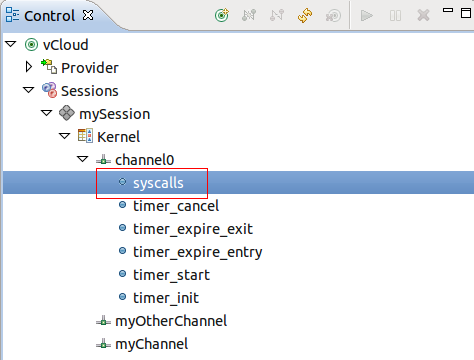 Control
vCloud
Provider
Sessions
mySession
Kernel
channel0
syscalls
timer_cancel
timer_expire_exit
timer_expire_entry
timer_start
timer_init
myOtherChannel
myChannel